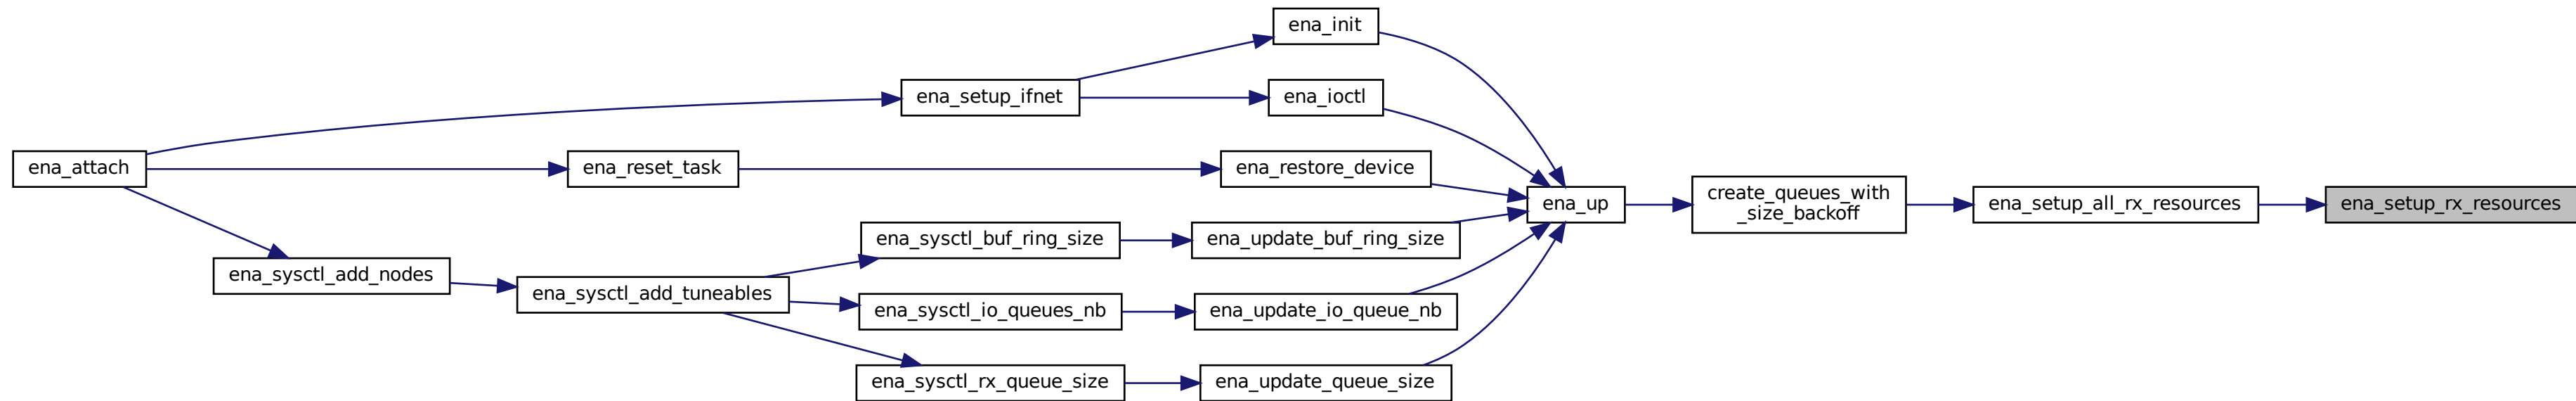 ena_init
ena_setup_ifnet
ena_ioctl
ena_attach
ena_reset_task
ena_restore_device
ena_up
create_queues_with
_size_backoff
ena_setup_all_rx_resources
ena_setup_rx_resources
ena_sysctl_buf_ring_size
ena_update_buf_ring_size
ena_sysctl_add_nodes
ena_sysctl_add_tuneables
ena_sysctl_io_queues_nb
ena_update_io_queue_nb
ena_sysctl_rx_queue_size
ena_update_queue_size